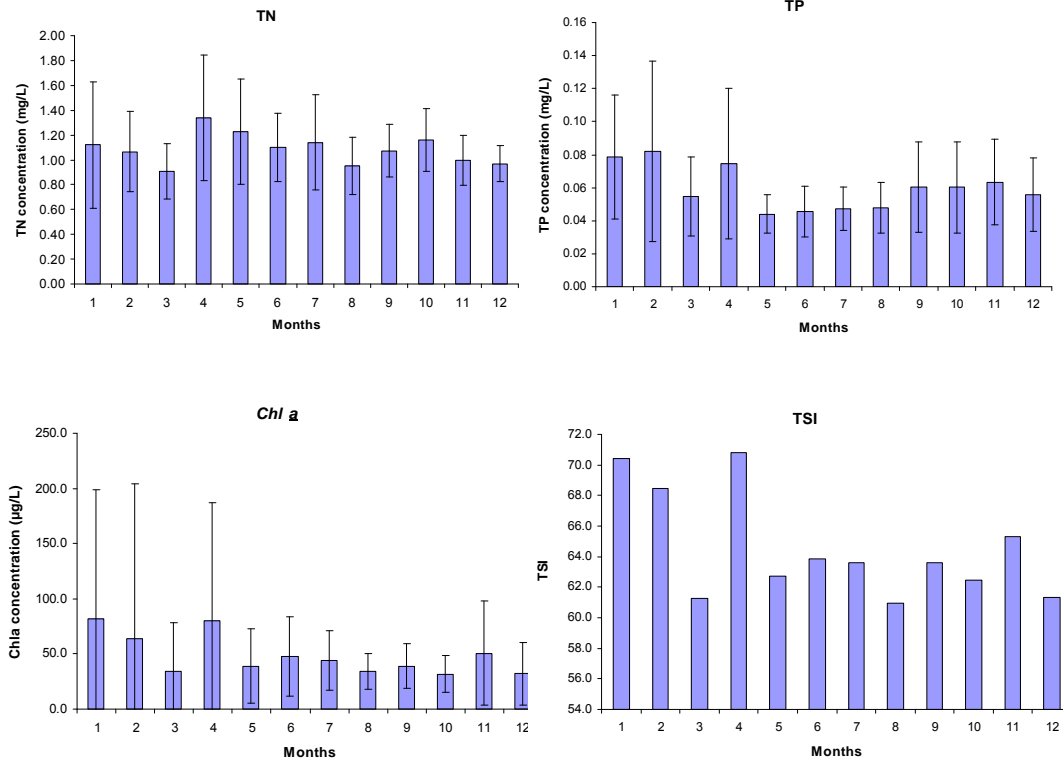 TN
TN concentration (mg/L)
2.00
1.80
1.60
1.40
1.20
1.00
0.80
0.60
0.40
0.20
0.00
1 2 3 4 5 6 7 8 9 10 11 12
Months
TP
TP concentration (mg/L)
0.16
0.14
0.12
0.10
0.08
0.06
0.04
0.02
0.00
1 2 3 4 5 6 7 8 9 10 11 12
Months
Chl a
Chla concentration (µg/L)
250.0
200.0
150.0
100.0
50.0
0.0
1 2 3 4 5 6 7 8 9 10 11 12
Months
TSI
TSI
72.0
70.0
68.0
66.0
64.0
62.0
60.0
58.0
56.0
54.0
1 2 3 4 5 6 7 8 9 10 11 12
Months